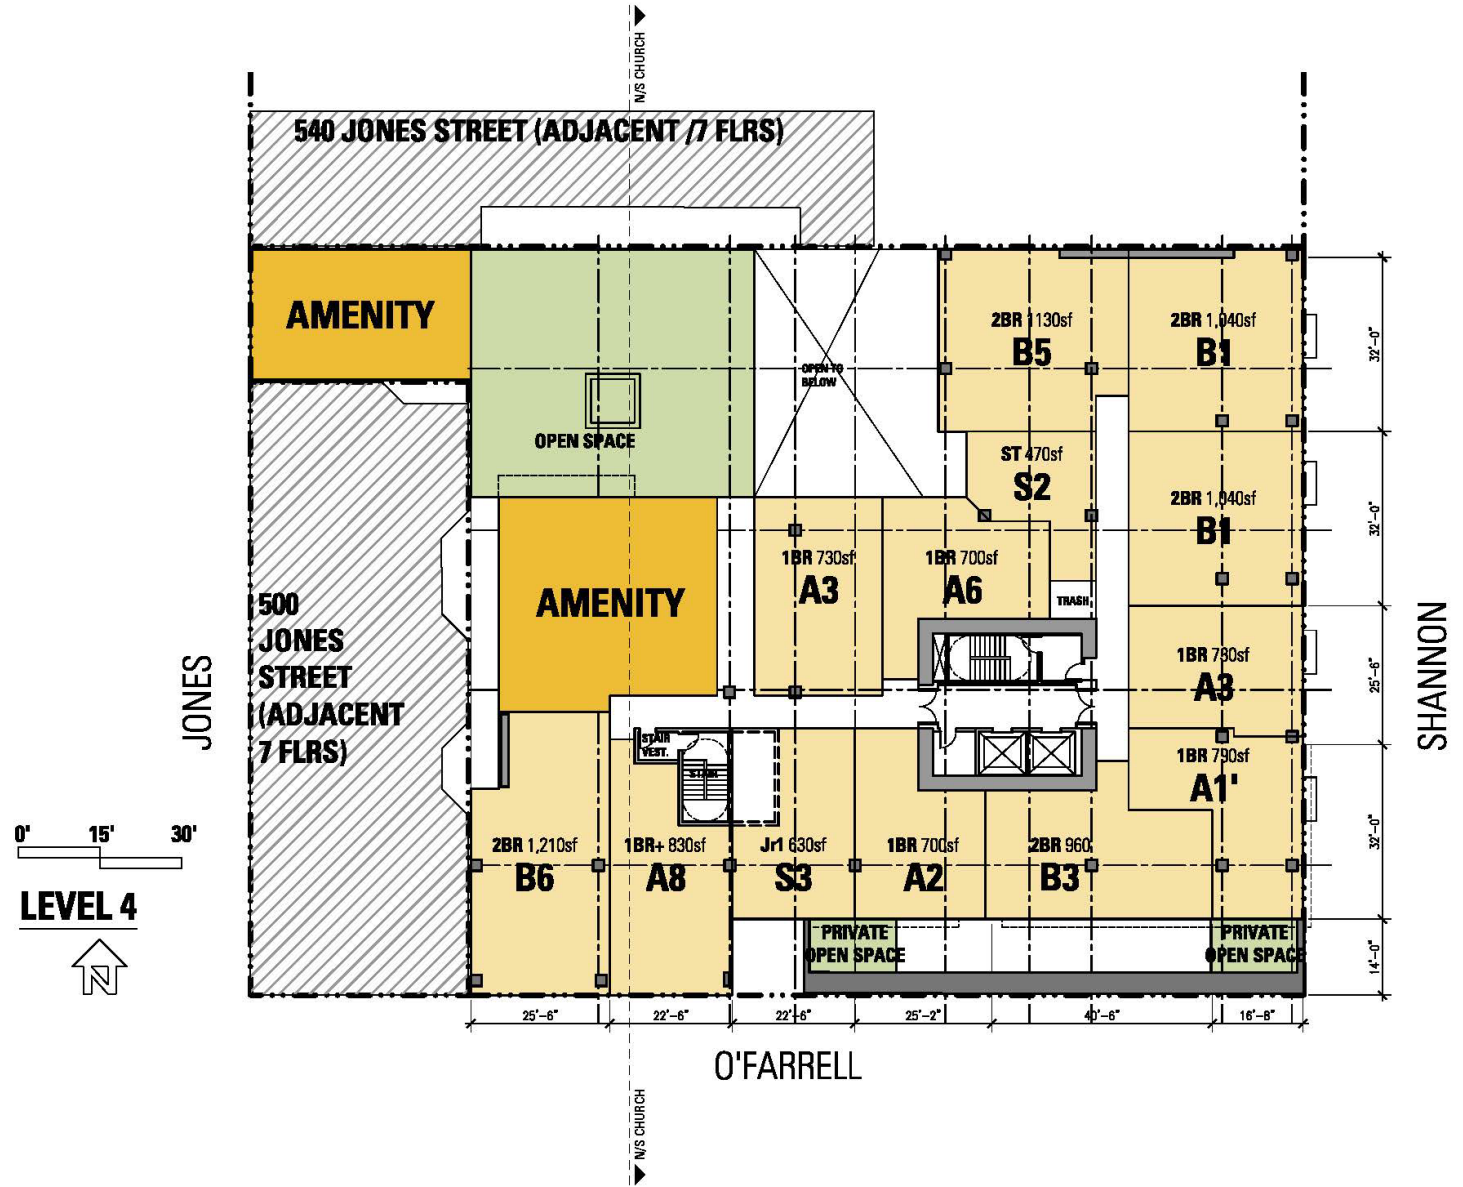 N/S CHURCH
540 JONES STREET (ADJACENT /7 FLRS)
AMENITY
2BR 1130sf
B5
2BR 1,040sf
B1
32'-0"
OPEN TO
BELOW
OPEN SPACE
ST 470sf
S2
2BR 1,040sf
B1
32'-0"
1BR 730sf
A3
1BR 700sf
A6
AMENITY
TRASH
500
JONES
STREET
(ADJACENT
7 FLRS)
JONES
1BR 730sf
A3
25'-6"
SHANNON
STAIR
VEST.
STAIR
1BR 790sf
A1'
0' 15' 30'
2BR 1,210sf
B6
1BR+ 830sf
A8
Jr1 630sf
S3
1BR 700sf
A2
2BR 960
B3
32'-0"
LEVEL 4
N
PRIVATE
OPEN SPACE
PRIVATE
OPEN SPACE
14'-0"
25'-6" 22'-6" 22'-6" 25'-2" 40'-6" 16'-8"
O'FARRELL
N/S CHURCH